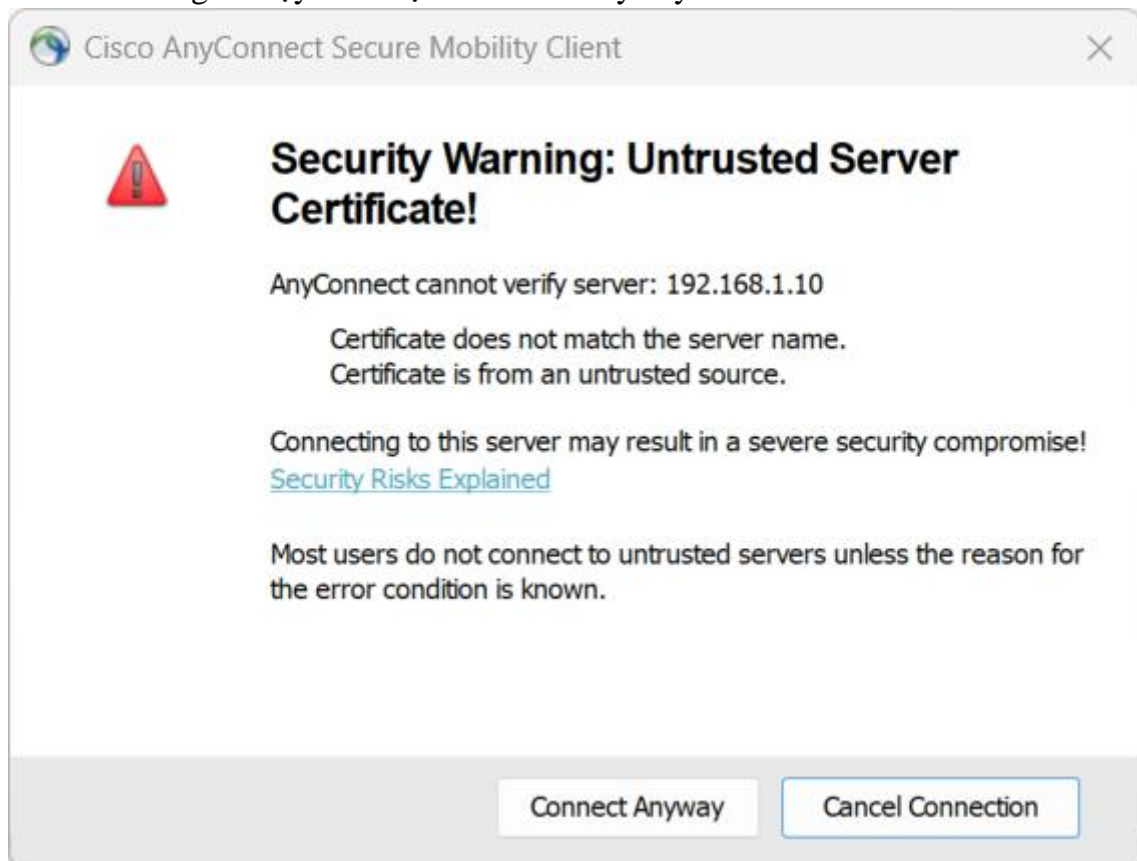 Cisco AnyConnect Secure Mobility Client
Security Warning: Untrusted Server
Certificate!
AnyConnect cannot verify server: 192.168.1.10
Certificate does not match the server name.
Certificate is from an untrusted source.
Connecting to this server may result in a severe security compromise!
Security Risks Explained
Most users do not connect to untrusted servers unless the reason for
the error condition is known.
Connect Anyway
Cancel Connection